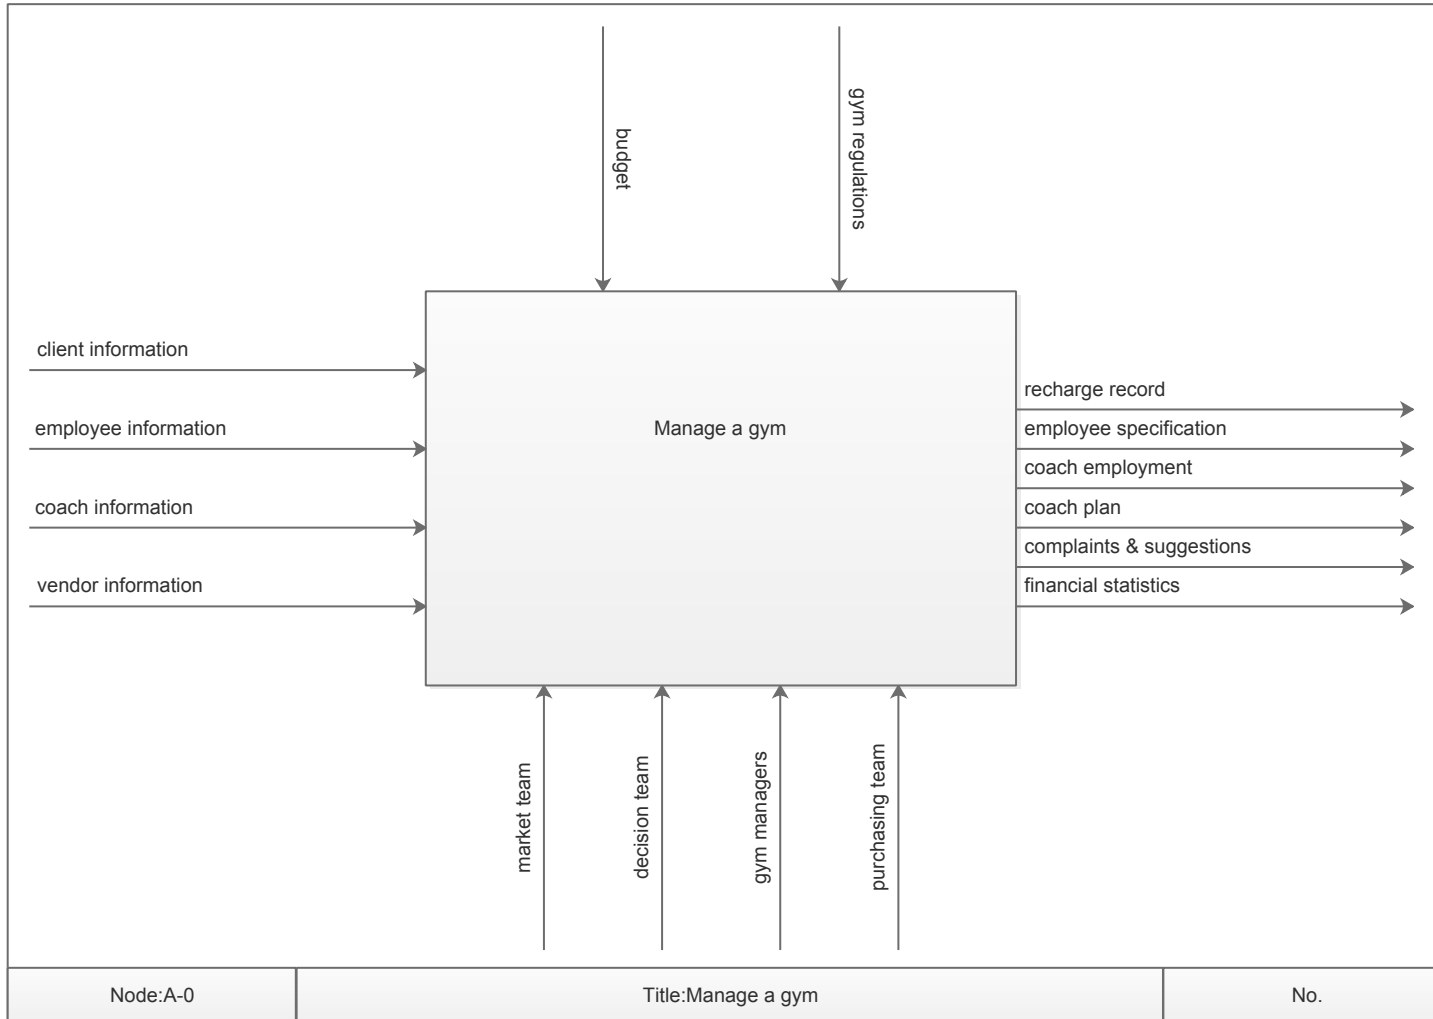 budget
gym regulations
client information
employee information
coach information
vendor information
Manage a gym
recharge record
employee specification
coach employment
coach plan
complaints & suggestions
financial statistics
market team
decision team
gym managers
purchasing team
Node:A-0
Title:Manage a gym
No.